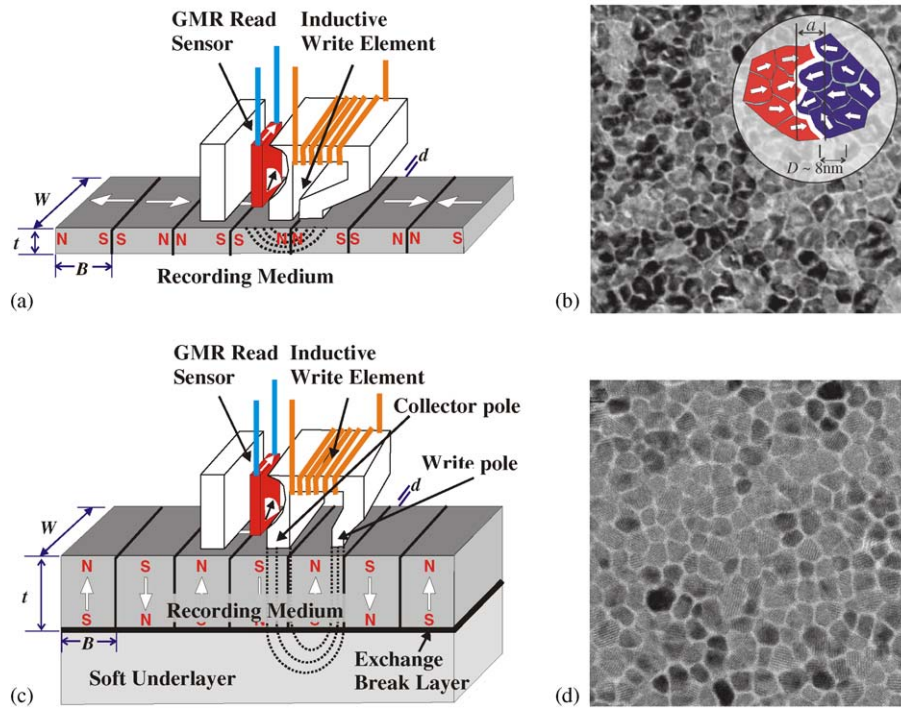 GMR Read
Sensor
Inductive
Write Element
d
W
t
N S S N N S S N N S S N N S
B
Recording Medium
(a)
a
D ~ 8nm
(b)
GMR Read
Sensor
Inductive
Write Element
Collector pole
Write pole
d
W
t
N S N S N S N
Recording Medium
S N S N S N S
B
Soft Underlayer
Exchange
Break Layer
(c)
(d)